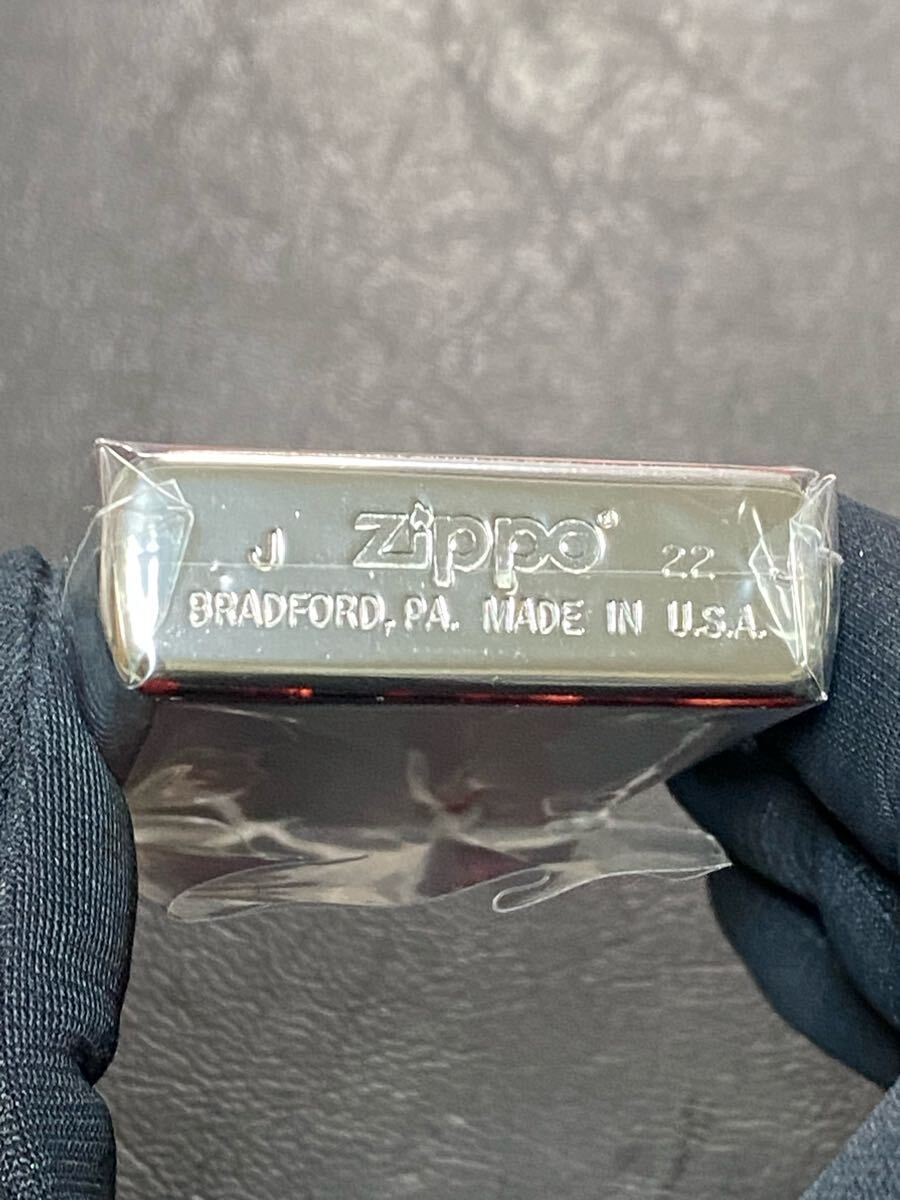 J Zippo® 22
BRADFORD, PA. MADE IN U.S.A.